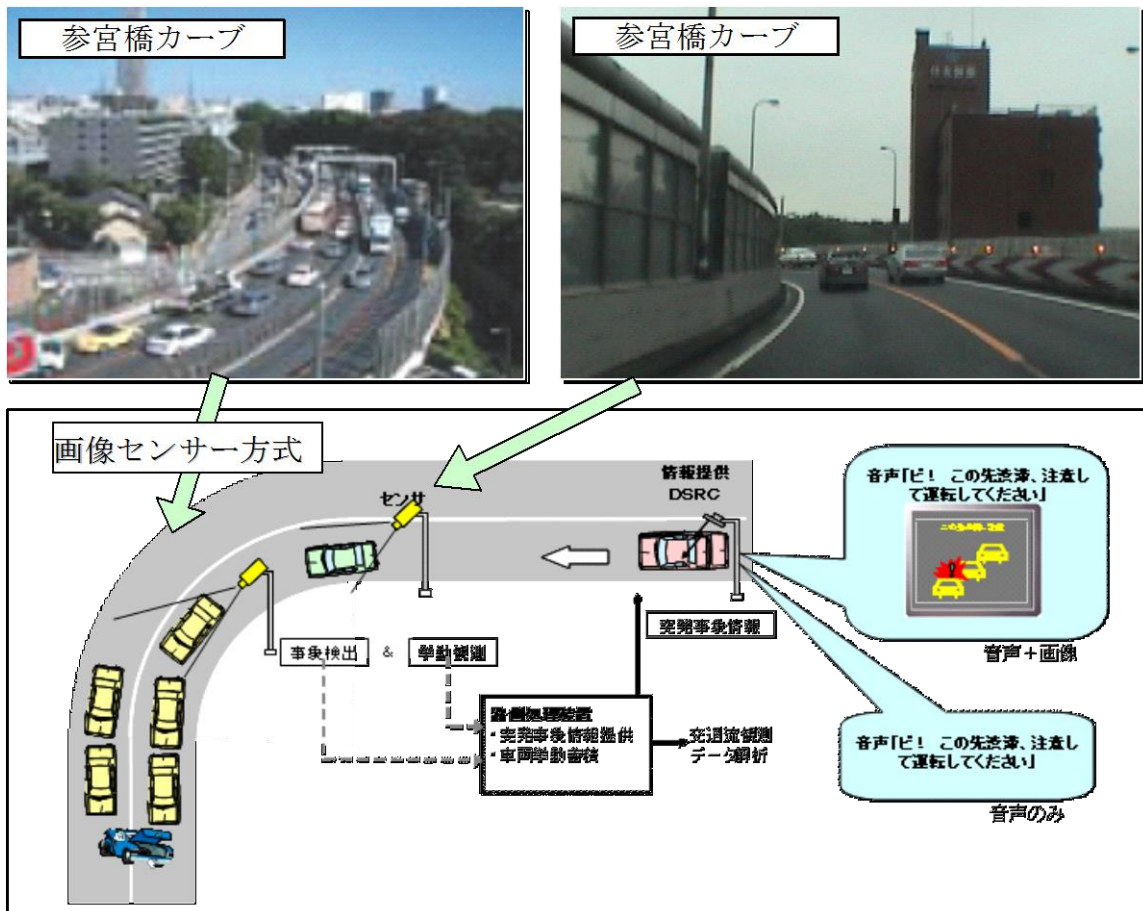 参宮橋カーブ
参宮橋カーブ
画像センサー方式
センサ
情報提供
DSRC
音声「ピ! この先渋滞、注意し
て運転してください」
音声+画像
突発事象情報
事象検出 & 挙動観測
路側処理装置
・突発事象情報提供
・車両挙動蓄積
交通流観測
データ解析
音声「ピ! この先渋滞、注意し
て運転してください」
音声のみ